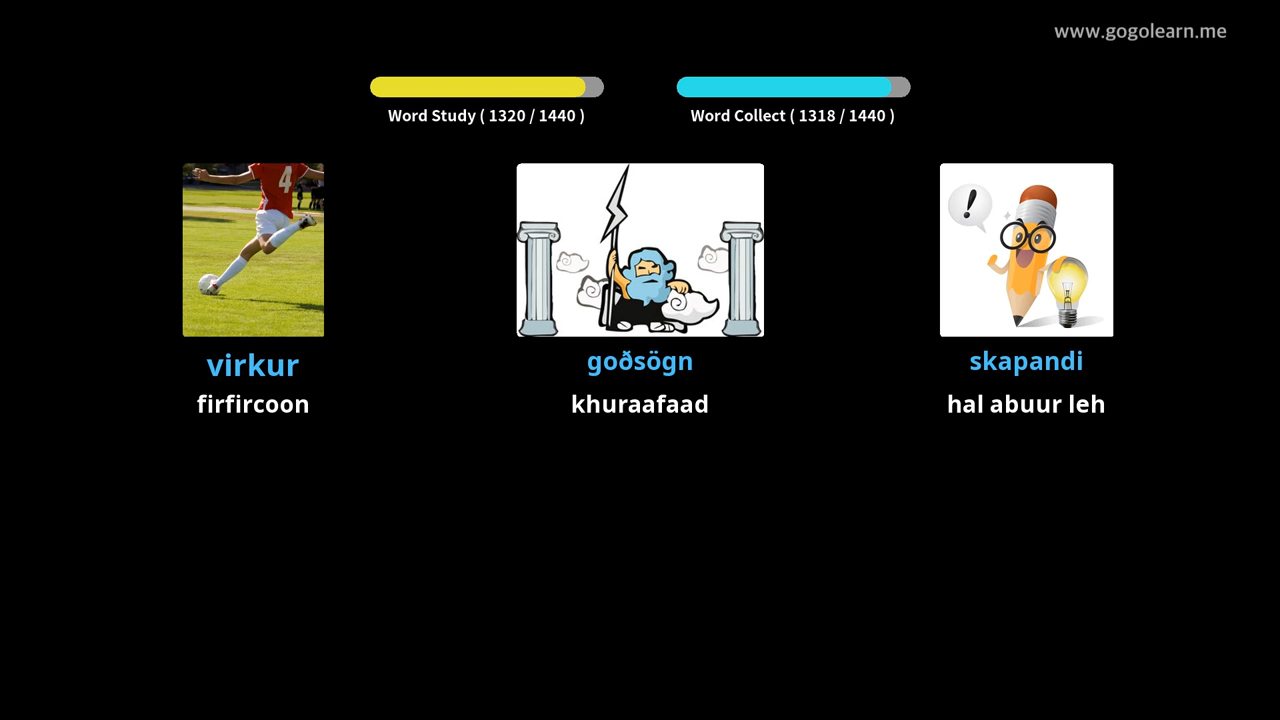 www.gogolearn.me
Word Study ( 1320 / 1440 )
Word Collect ( 1318 / 1440 )
4
!
virkur
goðsögn
skapandi
firfircoon
khuraafaad
hal abuur leh